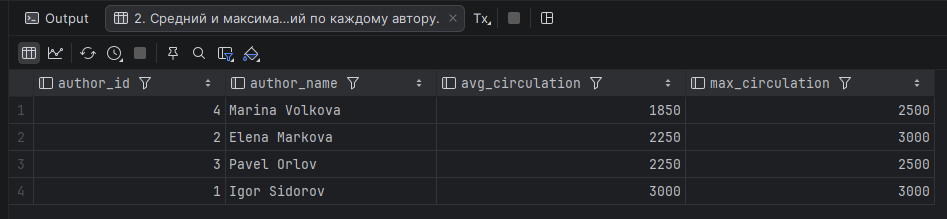 Output 2. Средний и максима...ий по каждому автору. Tx
author_id author_name avg_circulation max_circulation
1 4 Marina Volkova 1850 2500
2 2 Elena Markova 2250 3000
3 3 Pavel Orlov 2250 2500
4 1 Igor Sidorov 3000 3000